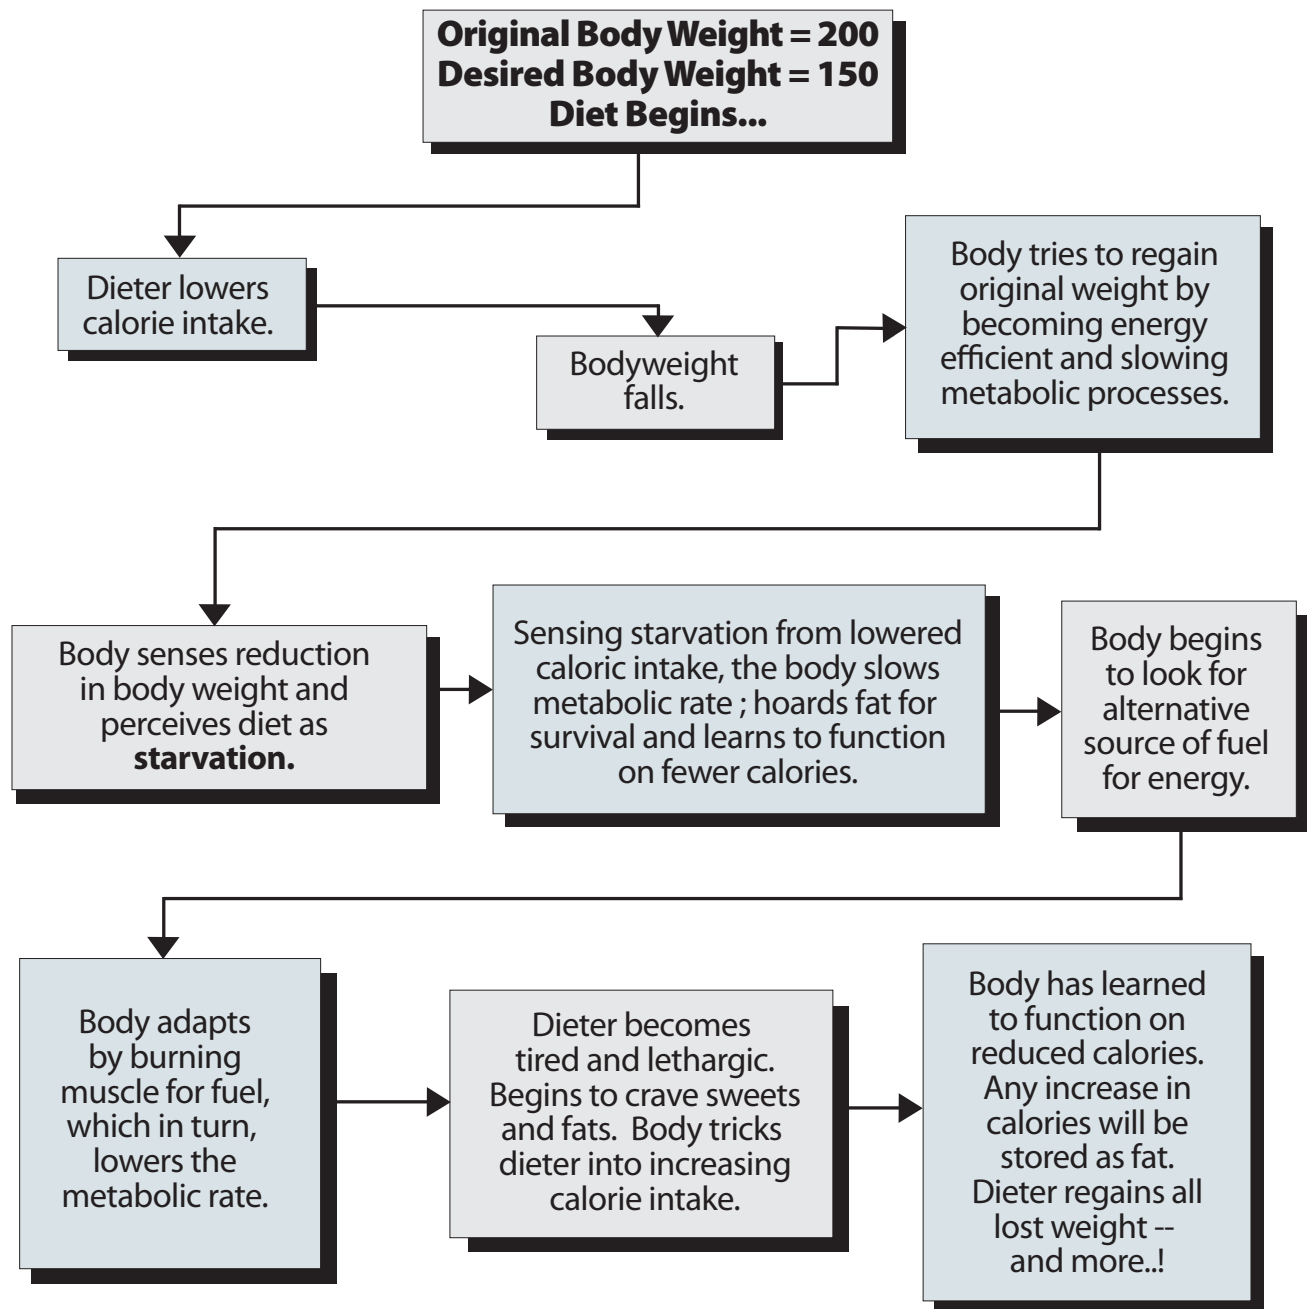 Original Body Weight = 200
Desired Body Weight = 150
Diet Begins...
Dieter lowers
calorie intake.
Bodyweight
falls.
Body tries to regain
original weight by
becoming energy
efficient and slowing
metabolic processes.
Body senses reduction
in body weight and
perceives diet as
starvation.
Sensing starvation from lowered
caloric intake, the body slows
metabolic rate ; hoards fat for
survival and learns to function
on fewer calories.
Body begins
to look for
alternative
source of fuel
for energy.
Body adapts
by burning
muscle for fuel,
which in turn,
lowers the
metabolic rate.
Dieter becomes
tired and lethargic.
Begins to crave sweets
and fats.  Body tricks
dieter into increasing
calorie intake.
Body has learned
to function on
reduced calories.
Any increase in
calories will be
stored as fat.
Dieter regains all
lost weight --
and more..!